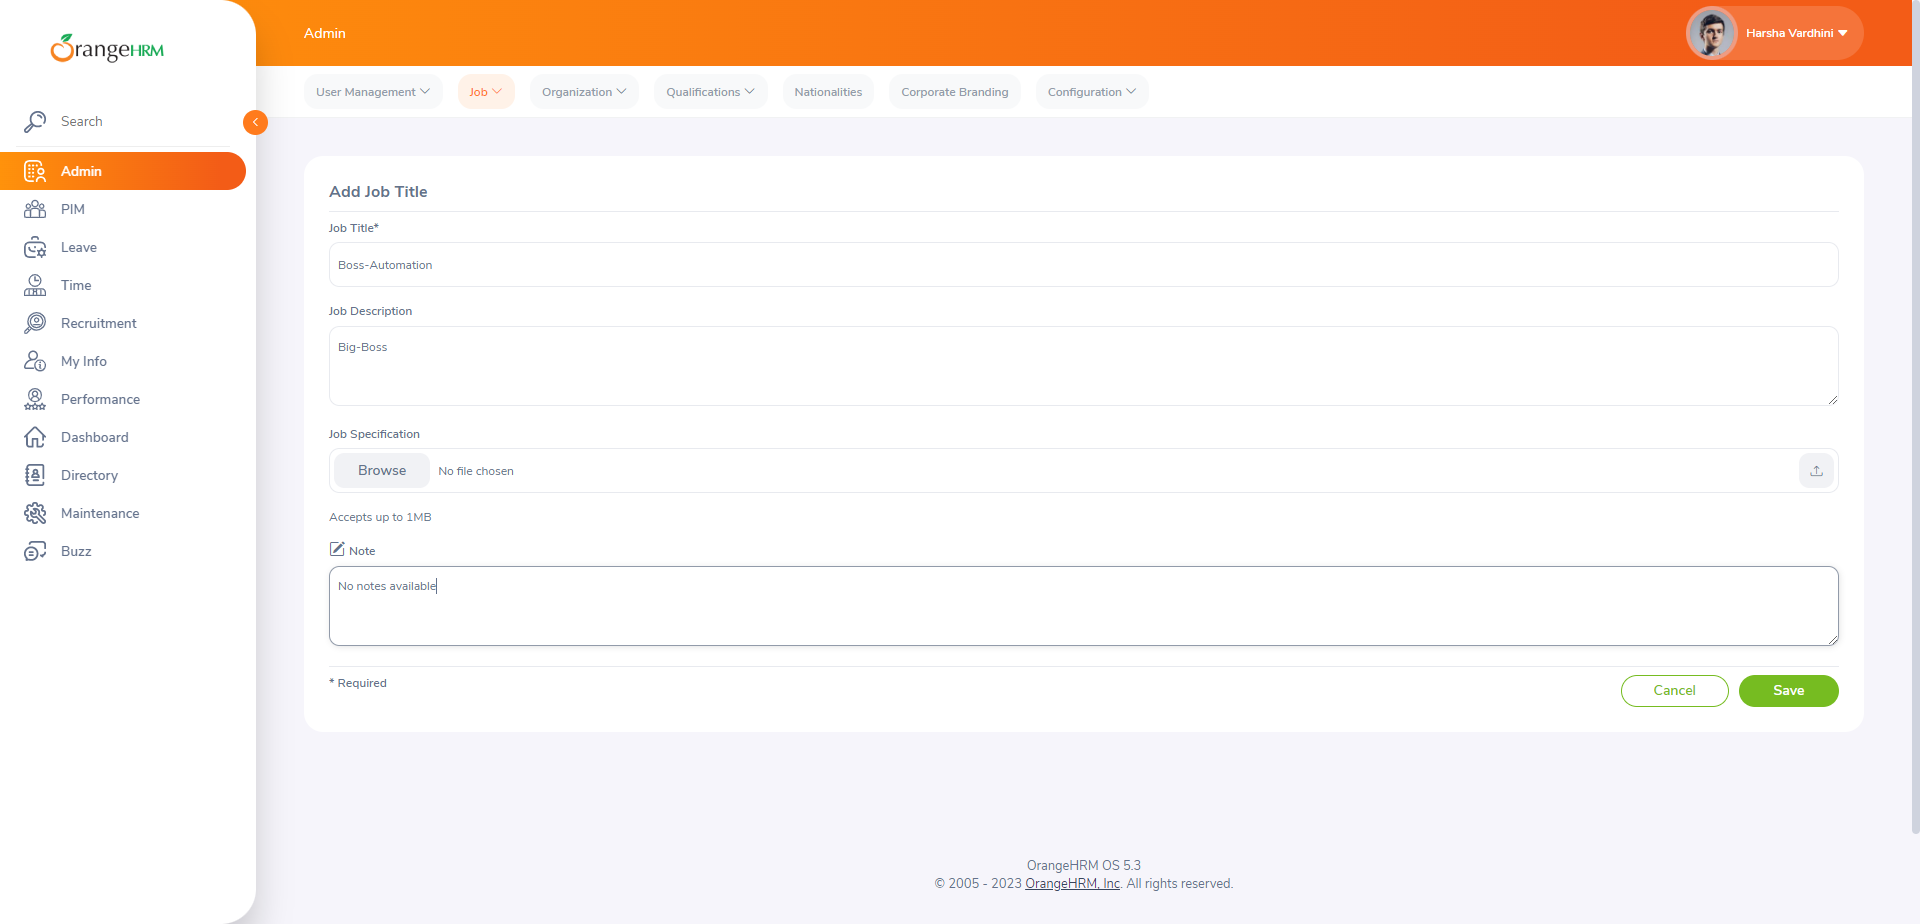 OrangeHRM
Search
Admin
PIM
Leave
Time
Recruitment
My Info
Performance
Dashboard
Directory
Maintenance
Buzz
Admin
Harsha Vardhini
User Management
Job
Organization
Qualifications
Nationalities
Corporate Branding
Configuration
Add Job Title
Job Title*
Boss-Automation
Job Description
Big-Boss
Job Specification
Browse No file chosen
Accepts up to 1MB
Note
No notes available
* Required
Cancel
Save
OrangeHRM OS 5.3
© 2005 - 2023 OrangeHRM, Inc. All rights reserved.